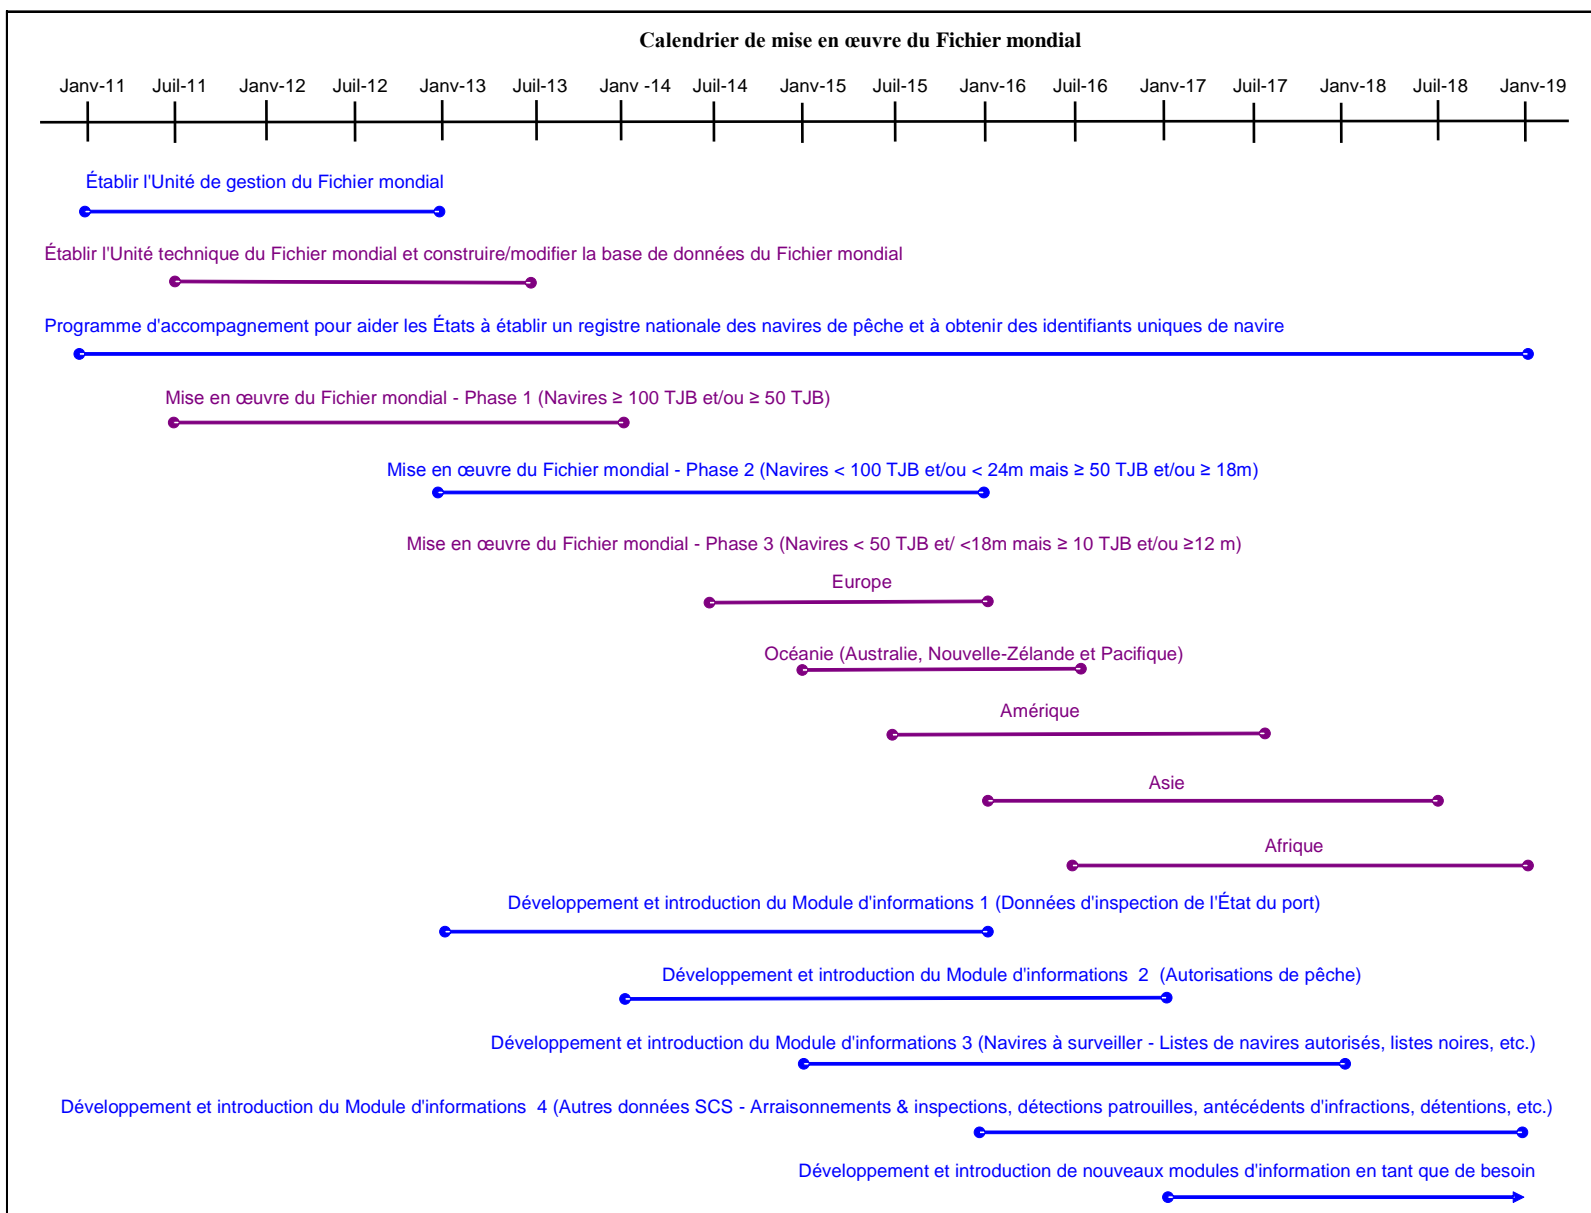 Calendrier de mise en œuvre du Fichier mondial
Janv-11 Juil-11 Janv-12 Juil-12 Janv-13 Juil-13 Janv -14 Juil-14 Janv-15 Juil-15 Janv-16 Juil-16 Janv-17 Juil-17 Janv-18 Juil-18 Janv-19
Établir l'Unité de gestion du Fichier mondial
Établir l'Unité technique du Fichier mondial et construire/modifier la base de données du Fichier mondial
Programme d'accompagnement pour aider les États à établir un registre nationale des navires de pêche et à obtenir des identifiants uniques de navire
Mise en œuvre du Fichier mondial - Phase 1 (Navires ≥ 100 TJB et/ou ≥ 50 TJB)
Mise en œuvre du Fichier mondial - Phase 2 (Navires < 100 TJB et/ou < 24m mais ≥ 50 TJB et/ou ≥ 18m)
Mise en œuvre du Fichier mondial - Phase 3 (Navires < 50 TJB et/ <18m mais ≥ 10 TJB et/ou ≥12 m)
Europe
Océanie (Australie, Nouvelle-Zélande et Pacifique)
Amérique
Asie
Afrique
Développement et introduction du Module d'informations 1 (Données d'inspection de l'État du port)
Développement et introduction du Module d'informations 2 (Autorisations de pêche)
Développement et introduction du Module d'informations 3 (Navires à surveiller - Listes de navires autorisés, listes noires, etc.)
Développement et introduction du Module d'informations 4 (Autres données SCS - Arraisonnements & inspections, détections patrouilles, antécédents d'infractions, détentions, etc.)
Développement et introduction de nouveaux modules d'information en tant que de besoin